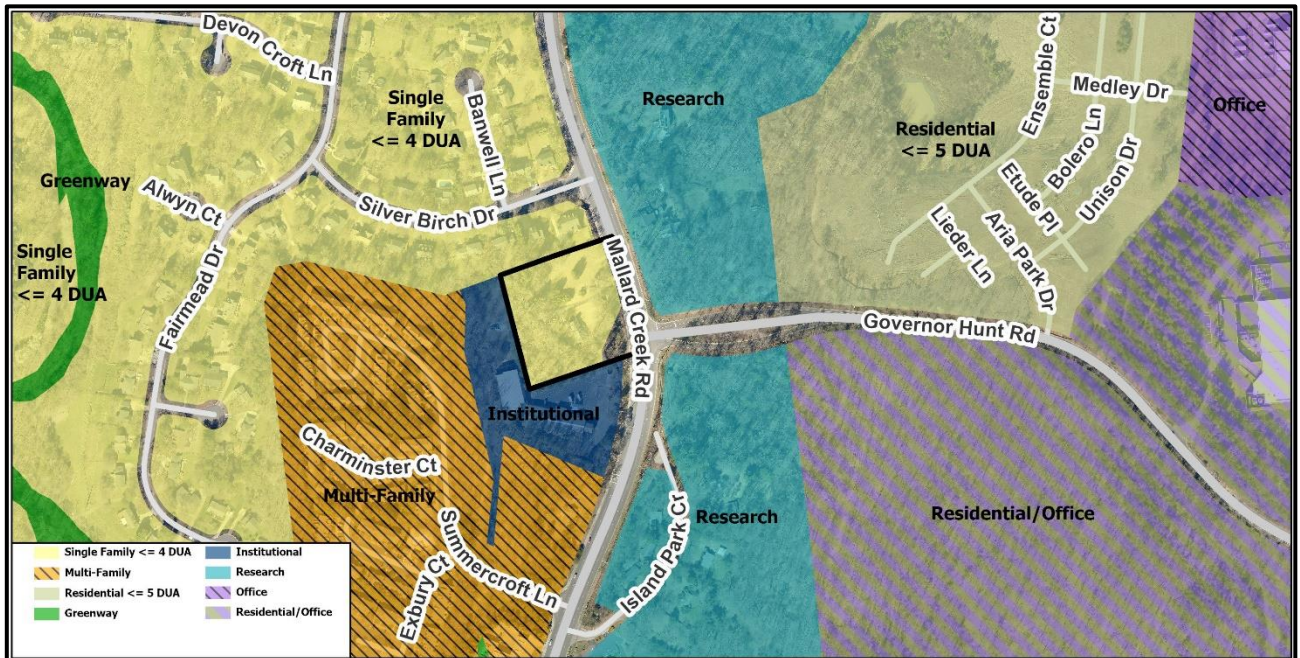 Devon Croft Ln
Single
Family
<= 4 DUA
Banwell Ln
Research
Ensemble Ct
Medley Dr
Office
Residential
<= 5 DUA
Bolero Ln
Unison Dr
Etude Pl
Greenway
Alwyn Ct
Silver Birch Dr
Lieder Ln
Aria Park Dr
Single
Family
<= 4 DUA
Fairmead Dr
Mallard Creek Rd
Governor Hunt Rd
Institutional
Charminster Ct
Multi-Family
Summercroft Ln
Exbury Ct
Research
Island Park Cr
Residential/Office
Single Family <= 4 DUA
Multi-Family
Residential <= 5 DUA
Greenway
Institutional
Research
Office
Residential/Office